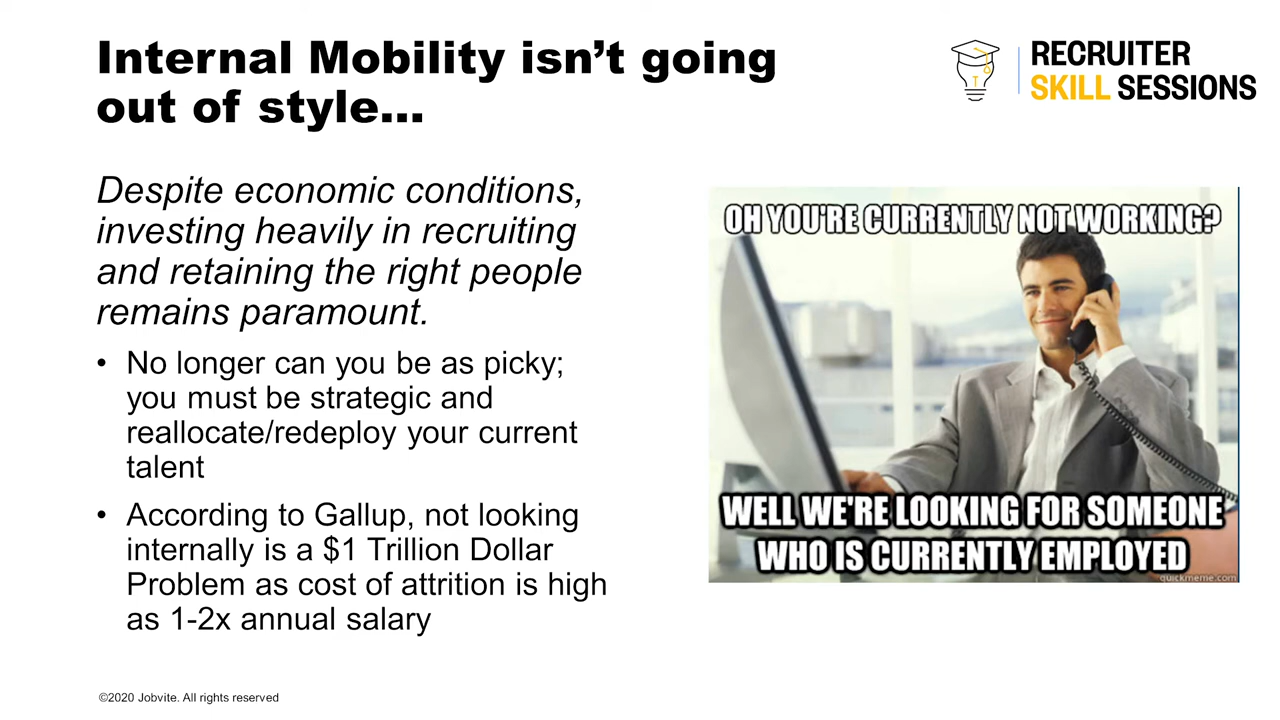 Internal Mobility isn’t going
out of style...
RECRUITER
SKILL SESSIONS
Despite economic conditions,
investing heavily in recruiting
and retaining the right people
remains paramount.
• No longer can you be as picky;
you must be strategic and
reallocate/redeploy your current
talent
• According to Gallup, not looking
internally is a $1 Trillion Dollar
Problem as cost of attrition is high
as 1-2x annual salary
OH YOU'RE CURRENTLY NOT WORKING?
WELL WE'RE LOOKING FOR SOMEONE
WHO IS CURRENTLY EMPLOYED
quickmeme.com
©2020 Jobvite. All rights reserved